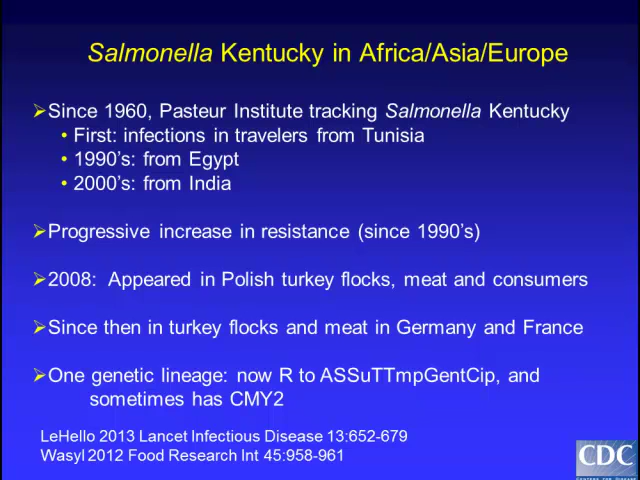 Salmonella Kentucky in Africa/Asia/Europe
➢Since 1960, Pasteur Institute tracking Salmonella Kentucky
• First: infections in travelers from Tunisia
• 1990's: from Egypt
• 2000's: from India
➢Progressive increase in resistance (since 1990's)
➢2008: Appeared in Polish turkey flocks, meat and consumers
➢Since then in turkey flocks and meat in Germany and France
➢One genetic lineage: now R to ASSuTTmpGentCip, and
sometimes has CMY2
LeHello 2013 Lancet Infectious Disease 13:652-679
Wasyl 2012 Food Research Int 45:958-961
CDC